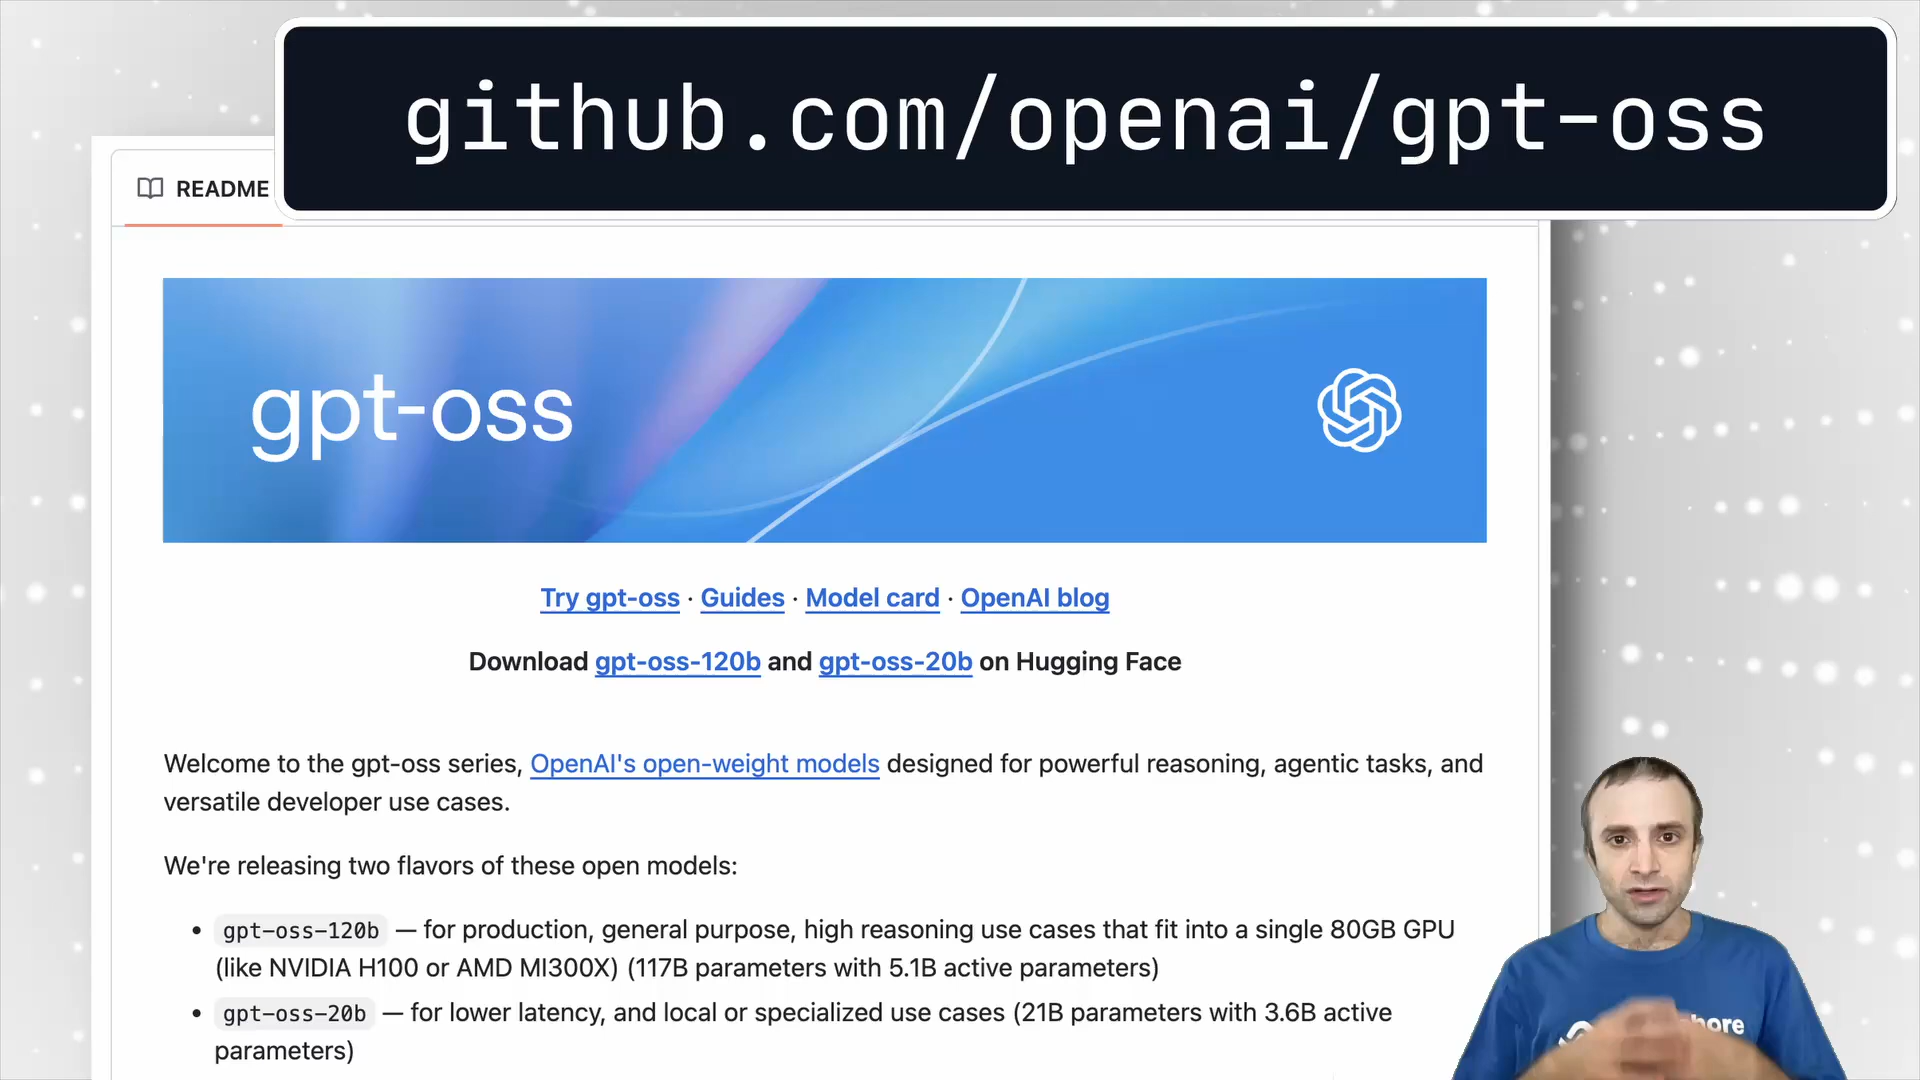 github.com/openai/gpt-oss
README
gpt-oss
Try gpt-oss · Guides · Model card · OpenAI blog
Download gpt-oss-120b and gpt-oss-20b on Hugging Face
Welcome to the gpt-oss series, OpenAI's open-weight models designed for powerful reasoning, agentic tasks, and
versatile developer use cases.
We're releasing two flavors of these open models:
• gpt-oss-120b — for production, general purpose, high reasoning use cases that fit into a single 80GB GPU
(like NVIDIA H100 or AMD MI300X) (117B parameters with 5.1B active parameters)
• gpt-oss-20b — for lower latency, and local or specialized use cases (21B parameters with 3.6B active
parameters)